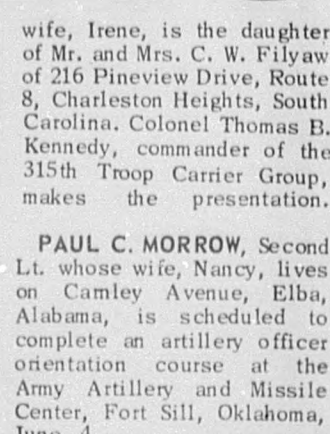 wife, Irene, is the daughter
of Mr. and Mrs. C. W. Filyaw
of 216 Pineview Drive, Route
8, Charleston Heights, South
Carolina. Colonel Thomas B.
Kennedy, commander of the
315th Troop Carrier Group,
makes the presentation.
PAUL C. MORROW, Second
Lt. whose wife, Nancy, lives
on Camley Avenue, Elba,
Alabama, is scheduled to
complete an artillery officer
orientation course at the
Army Artillery and Missile
Center, Fort Sill, Oklahoma,
June 4